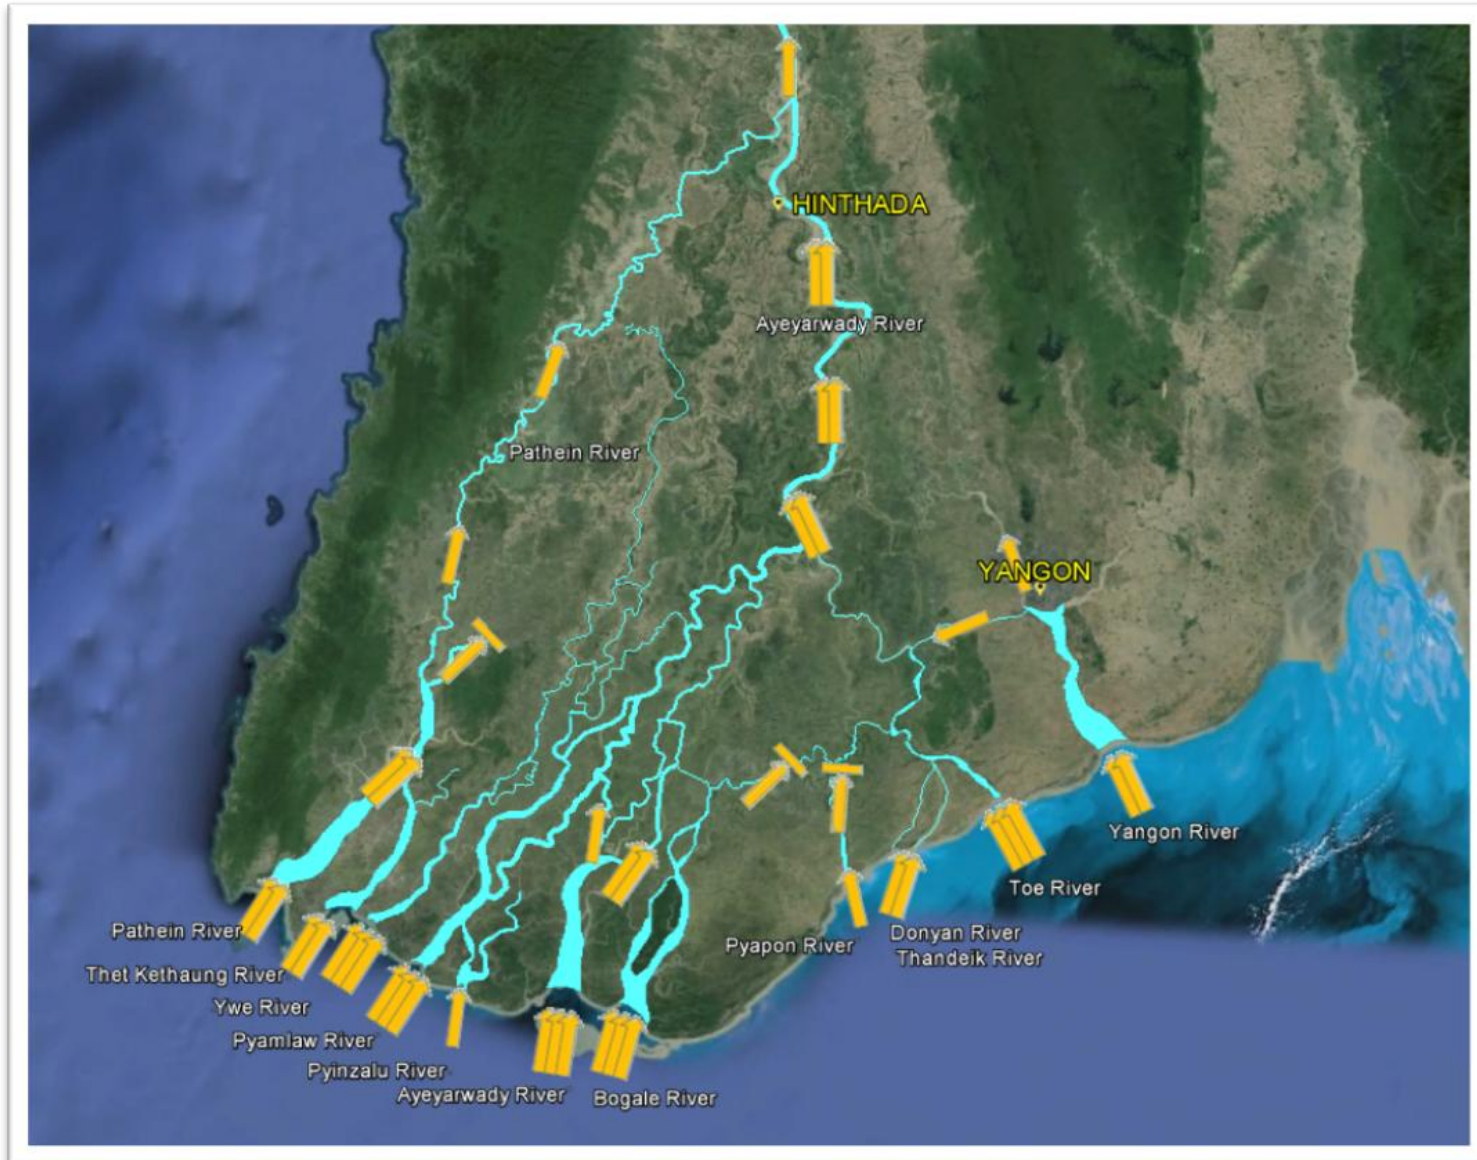 HINTHADA
Ayeyarwady River
Pathein River
YANGON
Yangon River
Toe River
Pathein River
Donyan River
Pyapon River
Thandeik River
Thet Kethaung River
Ywe River
Pyamlaw River
Pyinzalu River
Ayeyarwady River
Bogale River